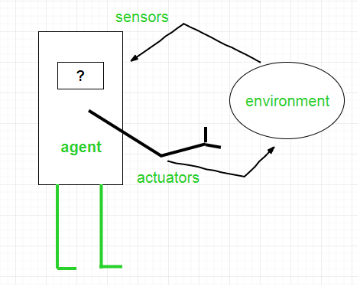 sensors
?
environment
agent
actuators